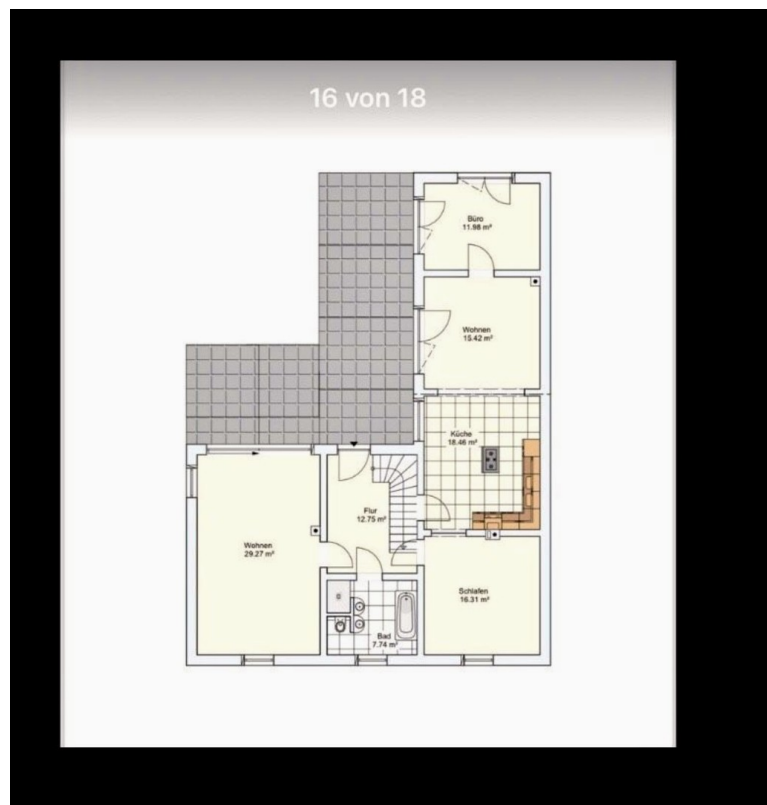 16 von 18
Büro
11.98 m²
Wohnen
15.42 m²
Küche
18.46 m²
Flur
12.75 m²
Wohnen
29.27 m²
Schlafen
16.31 m²
Bad
7.74 m²